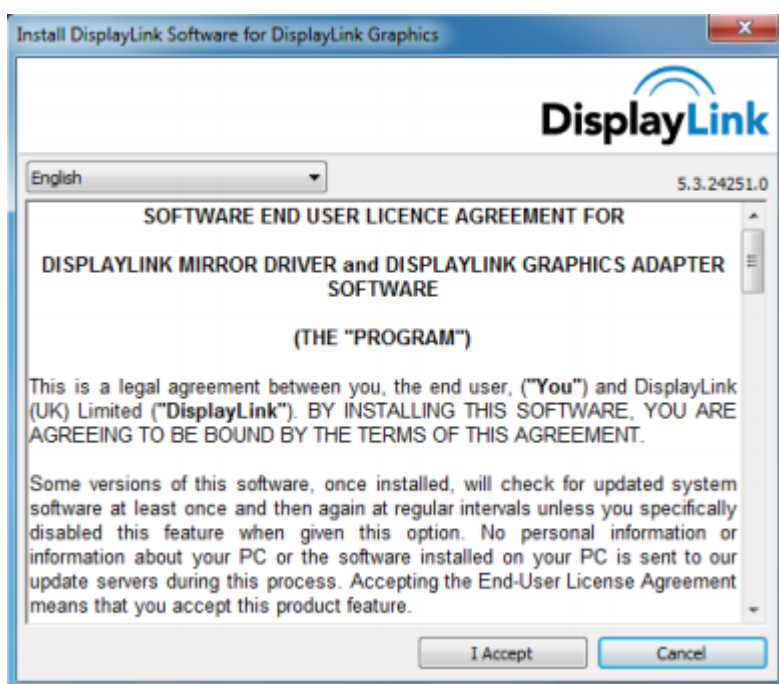 Install DisplayLink Software for DisplayLink Graphics
DisplayLink
English
5.3.24251.0
SOFTWARE END USER LICENCE AGREEMENT FOR
DISPLAYLINK MIRROR DRIVER and DISPLAYLINK GRAPHICS ADAPTER
SOFTWARE
(THE "PROGRAM")
This is a legal agreement between you, the end user, ("You") and DisplayLink
(UK) Limited ("DisplayLink"). BY INSTALLING THIS SOFTWARE, YOU ARE
AGREEING TO BE BOUND BY THE TERMS OF THIS AGREEMENT.
Some versions of this software, once installed, will check for updated system
software at least once and then again at regular intervals unless you specifically
disabled this feature when given this option. No personal information or
information about your PC or the software installed on your PC is sent to our
update servers during this process. Accepting the End-User License Agreement
means that you accept this product feature.
I Accept
Cancel